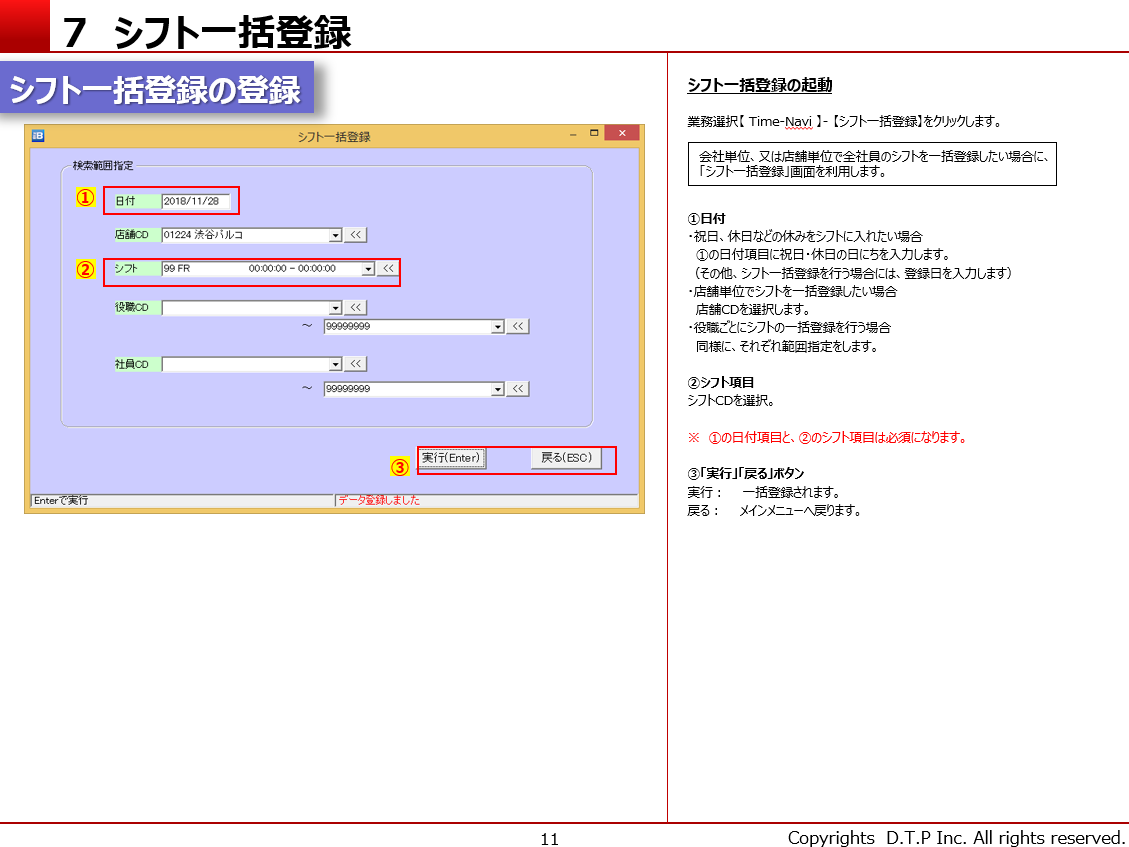 7 シフト一括登録
シフト一括登録の登録
シフト一括登録
検索範囲指定
① 日付 2018/11/28
店舗CD 01224 渋谷パルコ <<
② シフト 99 FR 00:00:00 - 00:00:00 <<
役職CD <<
～ 99999999 <<
社員CD <<
～ 99999999 <<
③ 実行(Enter) 戻る(ESC)
Enterで実行 データ登録しました
シフト一括登録の起動
業務選択【 Time-Navi 】-【シフト一括登録】をクリックします。
会社単位、又は店舗単位で全社員のシフトを一括登録したい場合に、
「シフト一括登録」画面を利用します。
①日付
・祝日、休日などの休みをシフトに入れたい場合
①の日付項目に祝日・休日の日にちを入力します。
（その他、シフト一括登録を行う場合には、登録日を入力します）
・店舗単位でシフトを一括登録したい場合
店舗CDを選択します。
・役職ごとにシフトの一括登録を行う場合
同様に、それぞれ範囲指定をします。
②シフト項目
シフトCDを選択。
※ ①の日付項目と、②のシフト項目は必須になります。
③「実行」「戻る」ボタン
実行： 一括登録されます。
戻る： メインメニューへ戻ります。
11
Copyrights D.T.P Inc. All rights reserved.